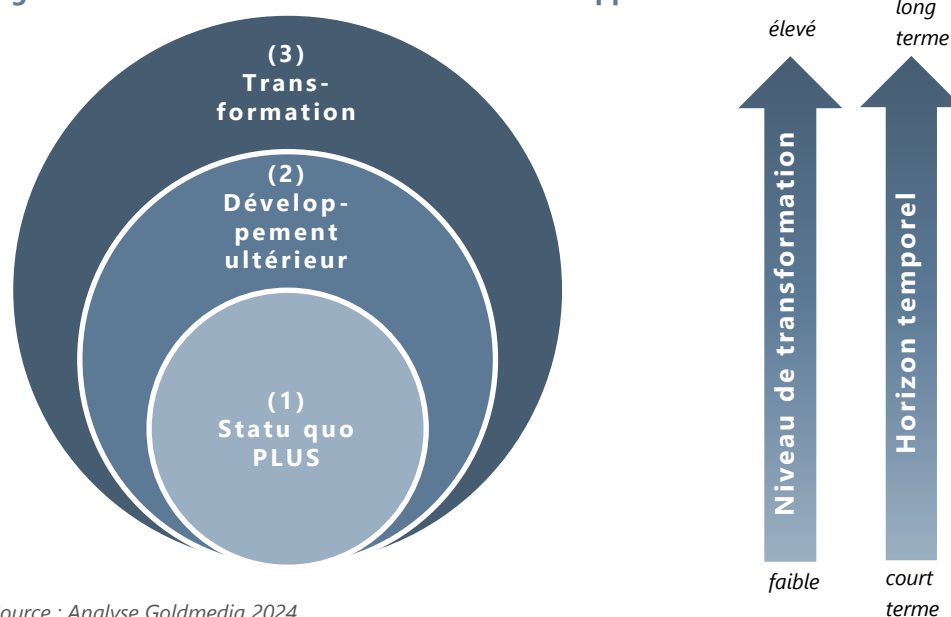 (3)
Trans-
formation
(2)
Dévelop-
pement
ultérieur
(1)
Statu quo
PLUS
élevé
long
terme
Niveau de transformation
Horizon temporel
faible
court
terme
: Analyse Goldmedia 2024